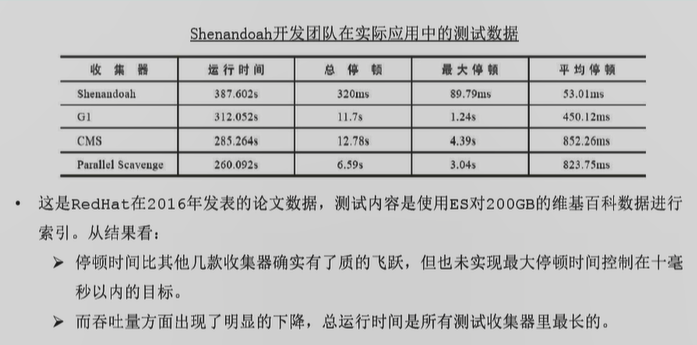 Shenandoah开发团队在实际应用中的测试数据
收集器 运行时间 总停顿 最大停顿 平均停顿
Shenandoah 387.602s 320ms 89.79ms 53.01ms
G1 312.052s 11.7s 1.24s 450.12ms
CMS 285.264s 12.78s 4.39s 852.26ms
Parallel Scavenge 260.092s 6.59s 3.04s 823.75ms
• 这是RedHat在2016年发表的论文数据，测试内容是使用ES对200GB的维基百科数据进行
索引。从结果看：
➢ 停顿时间比其他几款收集器确实有了质的飞跃，但也未实现最大停顿时间控制在十毫
秒以内的目标。
➢ 而吞吐量方面出现了明显的下降，总运行时间是所有测试收集器里最长的。